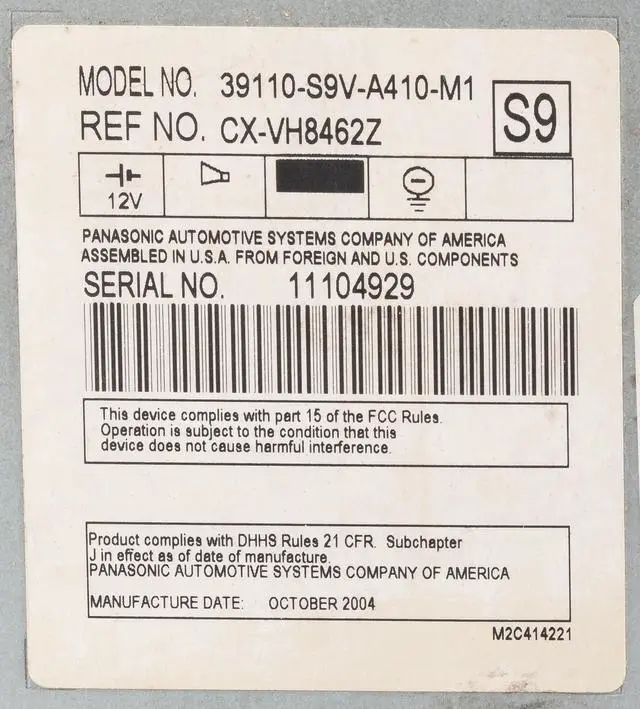 MODEL NO. 39110-S9V-A410-M1
REF NO. CX-VH8462Z
S9
12V
PANASONIC AUTOMOTIVE SYSTEMS COMPANY OF AMERICA
ASSEMBLED IN U.S.A. FROM FOREIGN AND U.S. COMPONENTS
SERIAL NO. 11104929
This device complies with part 15 of the FCC Rules.
Operation is subject to the condition that this
device does not cause harmful interference.
Product complies with DHHS Rules 21 CFR. Subchapter
J in effect as of date of manufacture.
PANASONIC AUTOMOTIVE SYSTEMS COMPANY OF AMERICA
MANUFACTURE DATE: OCTOBER 2004
M2C414221